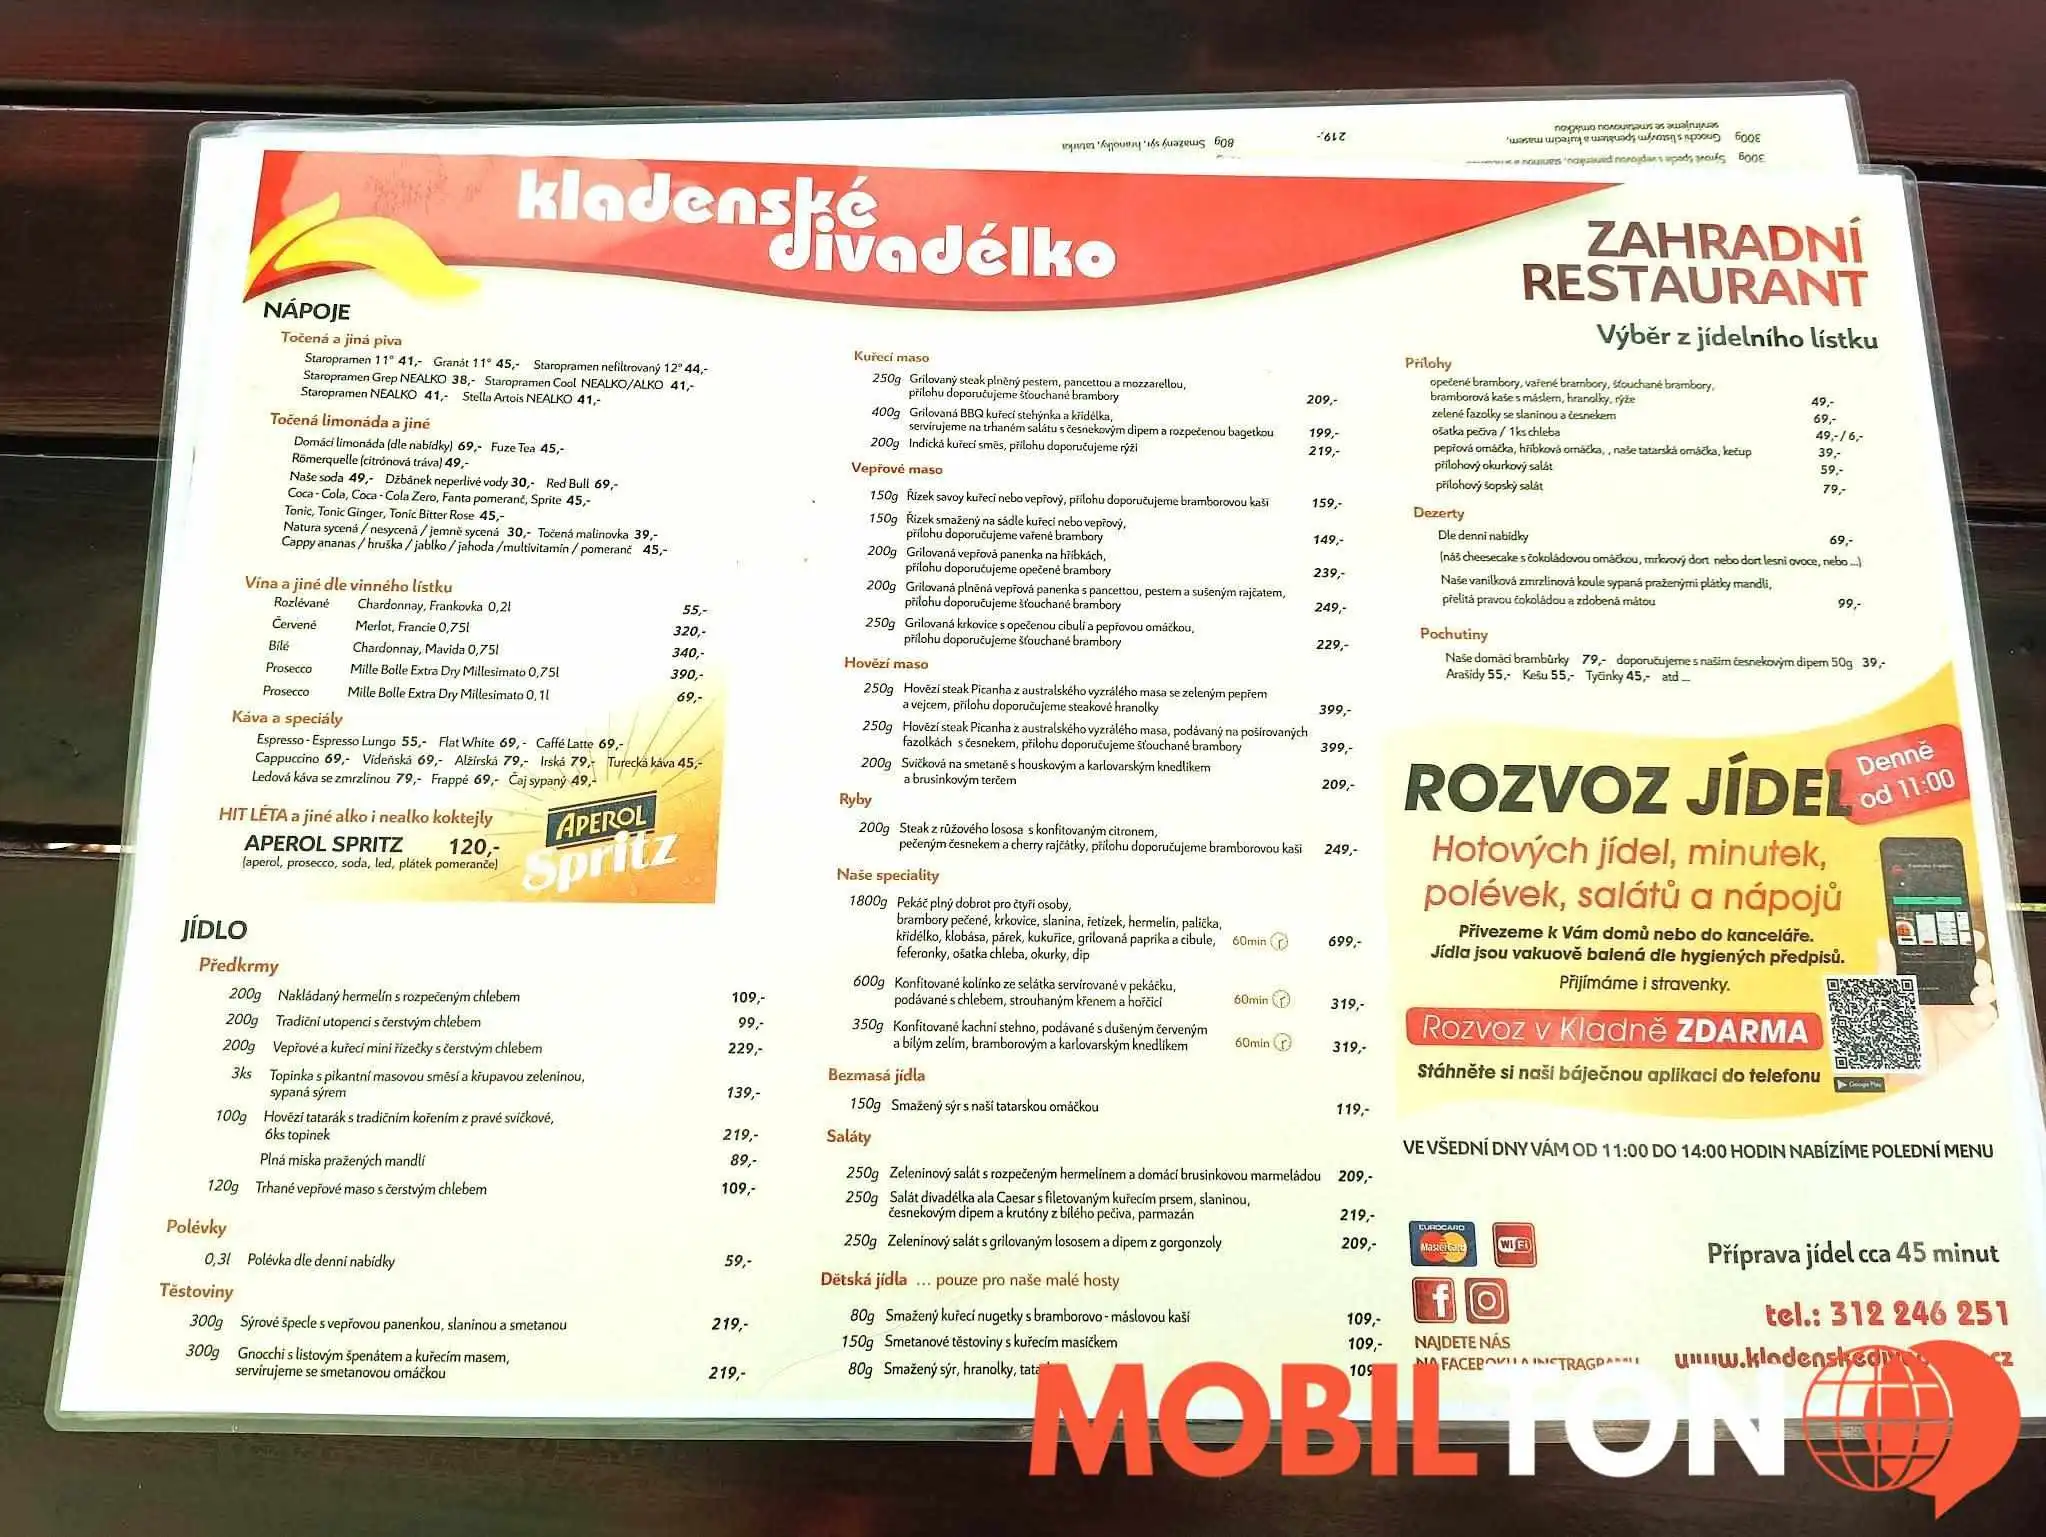 80g Smažený sýr, hranolky, tatarka
219,-
300g Gnocchi s listovým špenátem a kuřecím masem,
servírujeme se smetanovou omáčkou
300g
kladenské
divadélko
ZAHRADNÍ
RESTAURANT
Výběr z jídelního lístku
NÁPOJE
Točená a jiná piva
Staropramen 11° 41,- Granát 11° 45,- Staropramen nefiltrovaný 12° 44,-
Staropramen Grep NEALKO 38,- Staropramen Cool NEALKO/ALKO 41,-
Staropramen NEALKO 41,- Stella Artois NEALKO 41,-
Točená limonáda a jiné
Domácí limonáda (dle nabídky) 69,- Fuze Tea 45,-
Römerquelle (citrónová tráva) 49,-
Naše soda 49,- Džbánek neperlivé vody 30,- Red Bull 69,-
Coca - Cola, Coca - Cola Zero, Fanta pomeranč, Sprite 45,-
Tonic, Tonic Ginger, Tonic Bitter Rose 45,-
Natura sycená / nesycená / jemně sycená 30,- Točená malinovka 39,-
Cappy ananas / hruška / jablko / jahoda /multivitamín / pomeranč 45,-
Vína a jiné dle vinného lístku
Rozlévané Chardonnay, Frankovka 0,2l 55,-
Červené Merlot, Francie 0,75l 320,-
Bílé Chardonnay, Mavida 0,75l 340,-
Prosecco Mille Bolle Extra Dry Millesimato 0,75l 390,-
Prosecco Mille Bolle Extra Dry Millesimato 0,1l 69,-
Káva a speciály
Espresso - Espresso Lungo 55,- Flat White 69,- Caffé Latte 69,-
Cappuccino 69,- Vídeňská 69,- Alžírská 79,- Irská 79,- Turecká káva 45,-
Ledová káva se zmrzlinou 79,- Frappé 69,- Čaj sypaný 49,-
HIT LÉTA a jiné alko i nealko koktejly
APEROL SPRITZ 120,-
(aperol, prosecco, soda, led, plátek pomeranče)
APEROL
Spritz
JÍDLO
Předkrmy
200g Nakládaný hermelín s rozpečeným chlebem 109,-
200g Tradiční utopenci s čerstvým chlebem 99,-
200g Vepřové a kuřecí mini řízečky s čerstvým chlebem 229,-
3ks Topinka s pikantní masovou směsí a křupavou zeleninou,
sypaná sýrem 139,-
100g Hovězí tatarák s tradičním kořením z pravé svíčkové,
6ks topinek 219,-
Plná miska pražených mandlí 89,-
120g Trhané vepřové maso s čerstvým chlebem 109,-
Polévky
0,3l Polévka dle denní nabídky 59,-
Těstoviny
300g Sýrové špecle s vepřovou panenkou, slaninou a smetanou 219,-
300g Gnocchi s listovým špenátem a kuřecím masem,
servírujeme se smetanovou omáčkou 219,-
Kuřecí maso
250g Grilovaný steak plněný pestem, pancettou a mozzarellou,
přílohu doporučujeme šťouchané brambory 209,-
400g Grilovaná BBQ kuřecí stehýnka a křidélka,
servírujeme na trhaném salátu s česnekovým dipem a rozpečenou bagetkou 199,-
200g Indická kuřecí směs, přílohu doporučujeme rýži 219,-
Vepřové maso
150g Řízek savoy kuřecí nebo vepřový, přílohu doporučujeme bramborovou kaši 159,-
150g Řízek smažený na sádle kuřecí nebo vepřový,
přílohu doporučujeme vařené brambory 149,-
200g Grilovaná vepřová panenka na hříbkách,
přílohu doporučujeme opečené brambory 239,-
200g Grilovaná plněná vepřová panenka s pancettou, pestem a sušeným rajčatem,
přílohu doporučujeme šťouchané brambory 249,-
250g Grilovaná krkovice s opečenou cibulí a pepřovou omáčkou,
přílohu doporučujeme šťouchané brambory 229,-
Hovězí maso
250g Hovězí steak Picanha z australského vyzrálého masa se zeleným pepřem
a vejcem, přílohu doporučujeme steakové hranolky 399,-
250g Hovězí steak Picanha z australského vyzrálého masa, podávaný na pošírovaných
fazolkách s česnekem, přílohu doporučujeme šťouchané brambory 399,-
200g Svíčková na smetaně s houskovým a karlovarským knedlíkem
a brusinkovým terčem 209,-
Ryby
200g Steak z růžového lososa s konfitovaným citronem,
pečeným česnekem a cherry rajčátky, přílohu doporučujeme bramborovou kaši 249,-
Naše speciality
1800g Pekáč plný dobrot pro čtyři osoby,
brambory pečené, krkovice, slanina, řetízek, hermelín, palička,
křidélko, klobása, párek, kukuřice, grilovaná paprika a cibule, 60min 699,-
feferonky, ošatka chleba, okurky, dip
600g Konfitované kolínko ze selátka servírované v pekáčku,
podávané s chlebem, strouhaným křenem a hořčicí 60min 319,-
350g Konfitované kachní stehno, podávané s dušeným červeným
a bílým zelím, bramborovým a karlovarským knedlíkem 60min 319,-
Bezmasá jídla
150g Smažený sýr s naší tatarskou omáčkou 119,-
Saláty
250g Zeleninový salát s rozpečeným hermelínem a domácí brusinkovou marmeládou 209,-
250g Salát divadélka ala Caesar s filetovaným kuřecím prsem, slaninou,
česnekovým dipem a krutóny z bílého pečiva, parmazán 219,-
250g Zeleninový salát s grilovaným lososem a dipem z gorgonzoly 209,-
Dětská jídla ... pouze pro naše malé hosty
80g Smažené kuřecí nugetky s bramborovo - máslovou kaší 109,-
150g Smetanové těstoviny s kuřecím masíčkem 109,-
80g Smažený sýr, hranolky, 109
Přílohy
opečené brambory, vařené brambory, šťouchané brambory,
bramborová kaše s máslem, hranolky, rýže 49,-
zelené fazolky se slaninou a česnekem 69,-
ošatka pečiva / 1ks chleba 49,-/ 6,-
pepřová omáčka, hříbková omáčka, , naše tatarská omáčka, kečup 39,-
přílohový okurkový salát 59,-
přílohový šopský salát 79,-
Dezerty
Dle denní nabídky 69,-
(náš cheesecake s čokoládovou omáčkou, mrkvový dort nebo dort lesní ovoce, nebo ...)
Naše vanilková zmrzlinová koule sypaná praženými plátky mandlí,
přelitá pravou čokoládou a zdobená mátou 99,-
Pochutiny
Naše domácí brambůrky 79,- doporučujeme s naším česnekovým dipem 50g 39,-
Arašídy 55,- Kešu 55,- Tyčinky 45,- atd ...
ROZVOZ JÍDEL
Denně
od 11:00
Hotových jídel, minutek,
polévek, salátů a nápojů
Přivezeme k Vám domů nebo do kanceláře.
Jídla jsou vakuově balená dle hygiených předpisů.
Přijímáme i stravenky.
Rozvoz v Kladně ZDARMA
Stáhněte si naši báječnou aplikaci do telefonu
Google Play
VE VŠEDNÍ DNY VÁM OD 11:00 DO 14:00 HODIN NABÍZÍME POLEDNÍ MENU
EUROCARD
MasterCard
Wi Fi
Příprava jídel cca 45 minut
tel.: 312 246 251
NAJDETE NÁS
NA FACEBOOKU A INSTRAGRAMU
MOBILTON